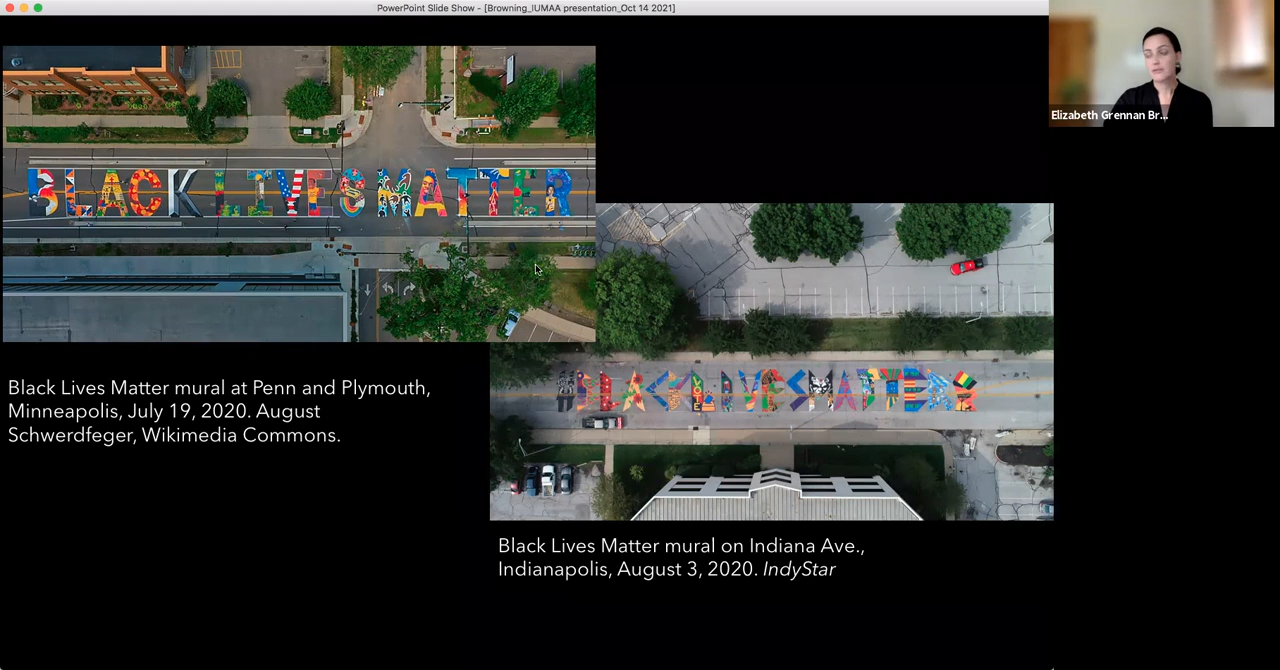 PowerPoint Slide Show - [Browning_IUMAA presentation_Oct 14 2021]
Elizabeth Grennan Br...
BLACK LIVES MATTER
#BLACKLIVESMATTER
VOTE
Black Lives Matter mural at Penn and Plymouth,
Minneapolis, July 19, 2020. August
Schwerdfeger, Wikimedia Commons.
Black Lives Matter mural on Indiana Ave.,
Indianapolis, August 3, 2020. IndyStar